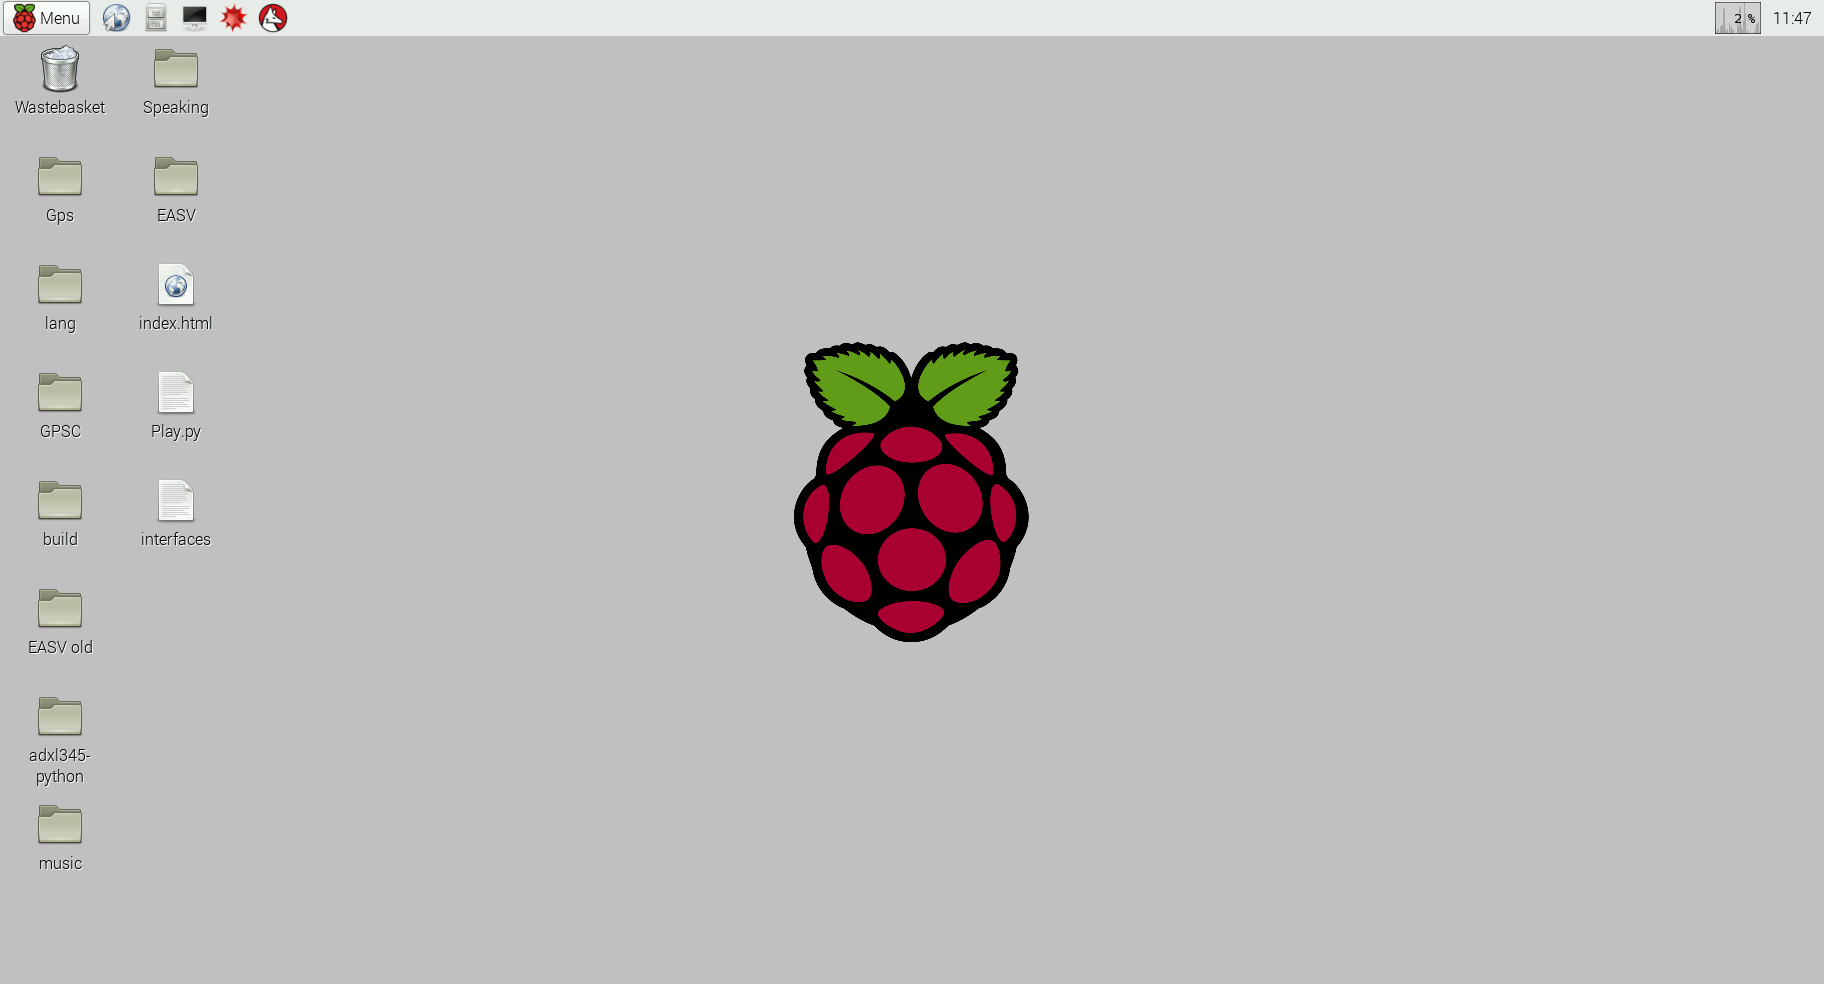 Menu
2 %
11:47
Wastebasket
Speaking
Gps
EASV
lang
index.html
GPSC
Play.py
build
interfaces
EASV old
adxl345-
python
music